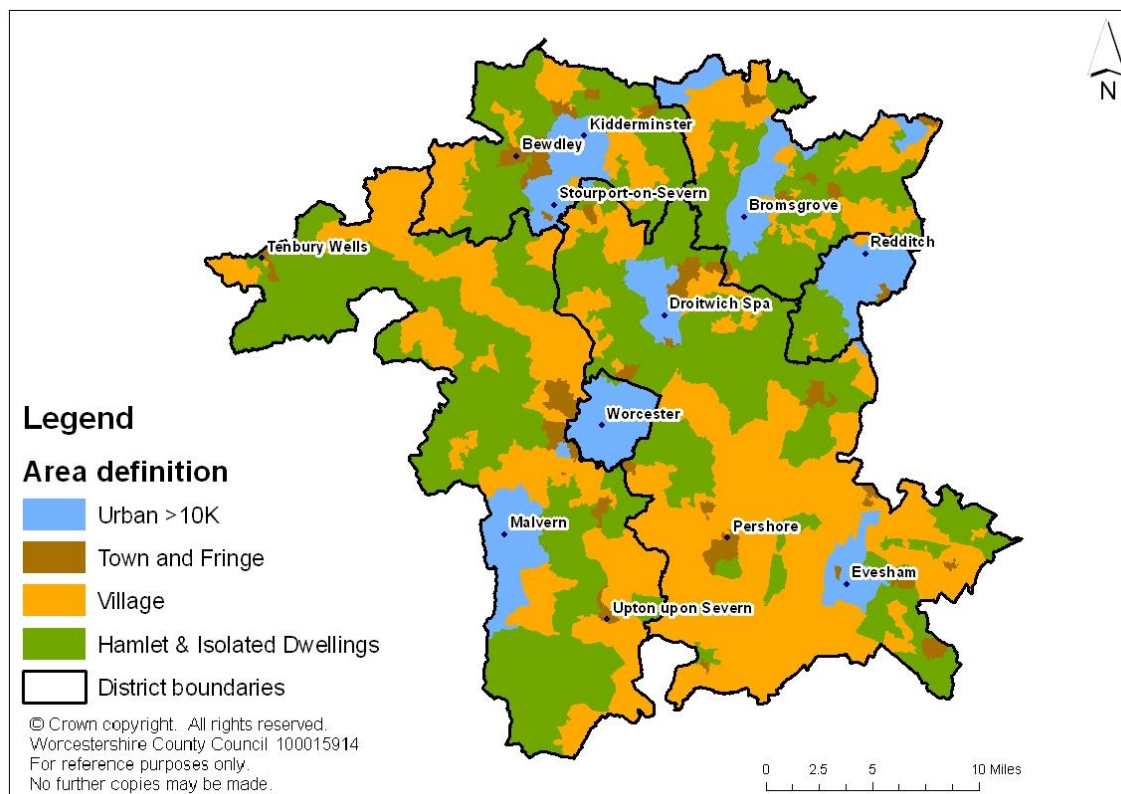 N
Kidderminster
Bewdley
Stourport-on-Severn
Bromsgrove
Redditch
Tenbury Wells
Droitwich Spa
Worcester
Malvern
Pershore
Evesham
Upton upon Severn
Legend
Area definition
Urban >10K
Town and Fringe
Village
Hamlet & Isolated Dwellings
District boundaries
© Crown copyright. All rights reserved.
Worcestershire County Council 100015914
For reference purposes only.
No further copies may be made.
0 2.5 5 10 Miles